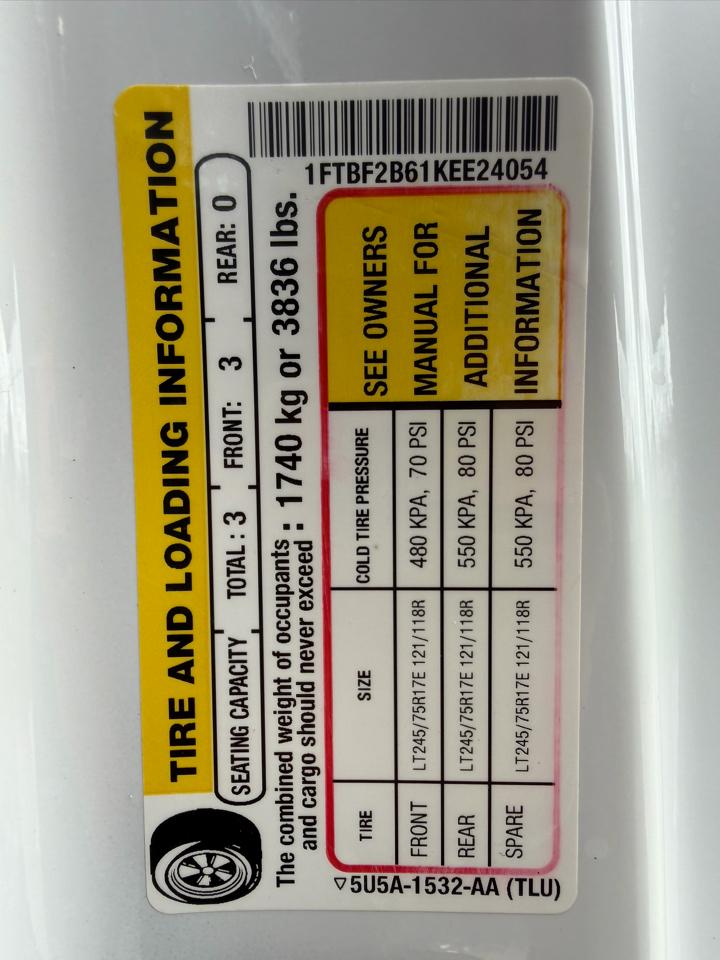 TIRE AND LOADING INFORMATION
SEATING CAPACITY TOTAL : 3 FRONT: 3 REAR: 0
The combined weight of occupants
and cargo should never exceed : 1740 kg or 3836 lbs.
TIRE SIZE COLD TIRE PRESSURE
FRONT LT245/75R17E 121/118R 480 KPA, 70 PSI
REAR LT245/75R17E 121/118R 550 KPA, 80 PSI
SPARE LT245/75R17E 121/118R 550 KPA, 80 PSI
SEE OWNERS
MANUAL FOR
ADDITIONAL
INFORMATION
5U5A-1532-AA (TLU)
1FTBF2B61KEE24054